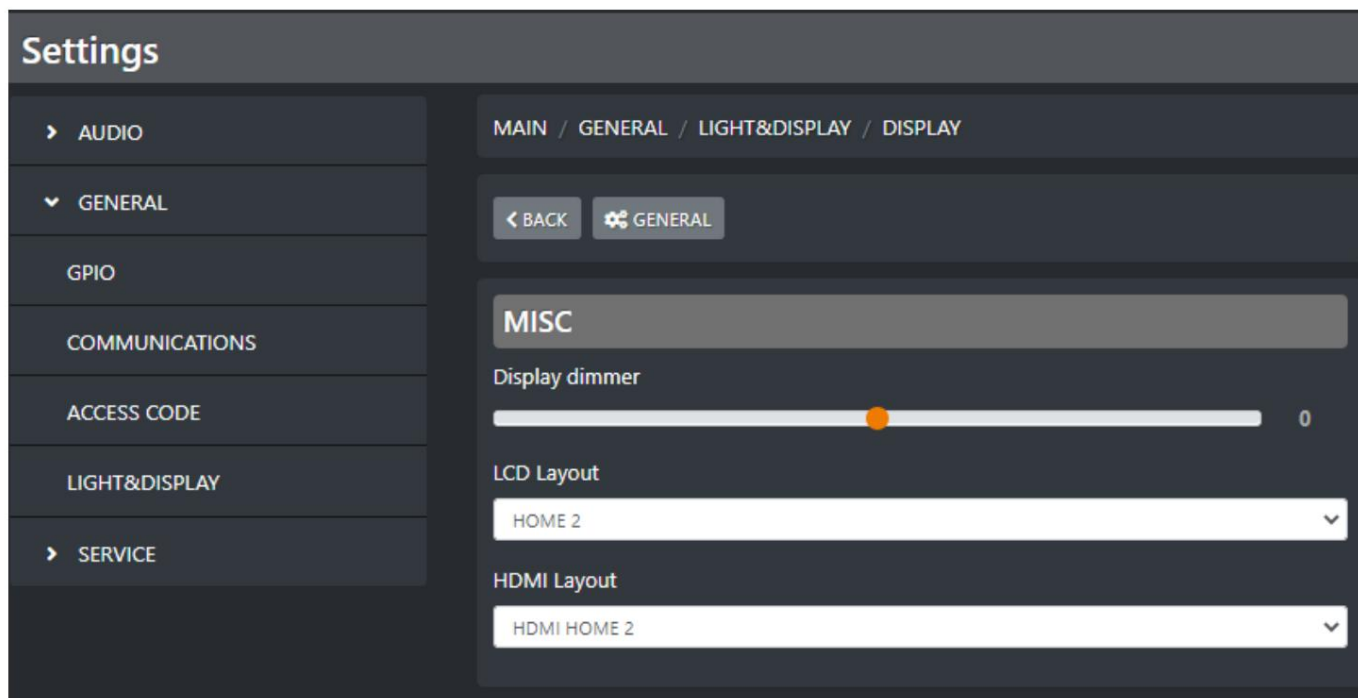 Settings
AUDIO
GENERAL
GPIO
COMMUNICATIONS
ACCESS CODE
LIGHT&DISPLAY
SERVICE
MAIN / GENERAL / LIGHT&DISPLAY / DISPLAY
BACK GENERAL
MISC
Display dimmer
0
LCD Layout
HOME 2
HDMI Layout
HDMI HOME 2